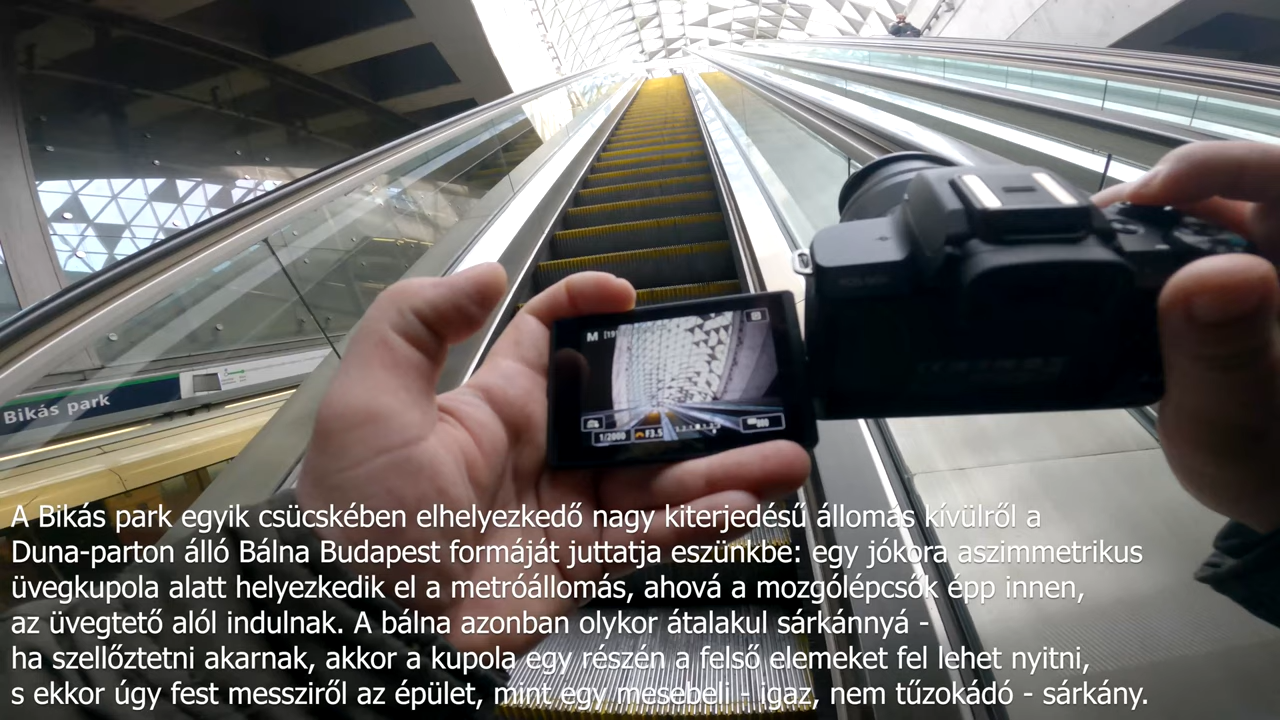 M
Bikás park
1/2000 F3.5
A Bikás park egyik csücskében elhelyezkedő nagy kiterjedésű állomás kívülről a
Duna-parton álló Bálna Budapest formáját juttatja eszünkbe: egy jókora aszimmetrikus
üvegkupola alatt helyezkedik el a metróállomás, ahová a mozgólépcsők épp innen,
az üvegtető alól indulnak. A bálna azonban olykor átalakul sárkánnyá -
ha szellőztetni akarnak, akkor a kupola egy részén a felső elemeket fel lehet nyitni,
s ekkor úgy fest messziről az épület, mint egy mesebeli - igaz, nem tűzokádó - sárkány.